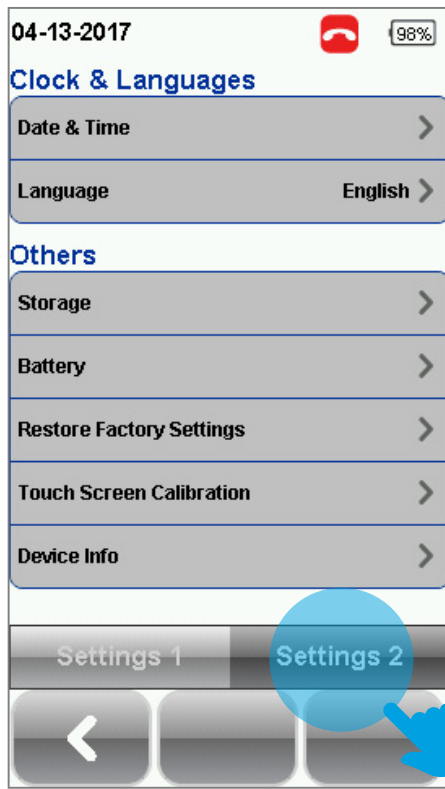 04-13-2017 98%
Clock & Languages
Date & Time
Language English
Others
Storage
Battery
Restore Factory Settings
Touch Screen Calibration
Device Info
Settings 1 Settings 2